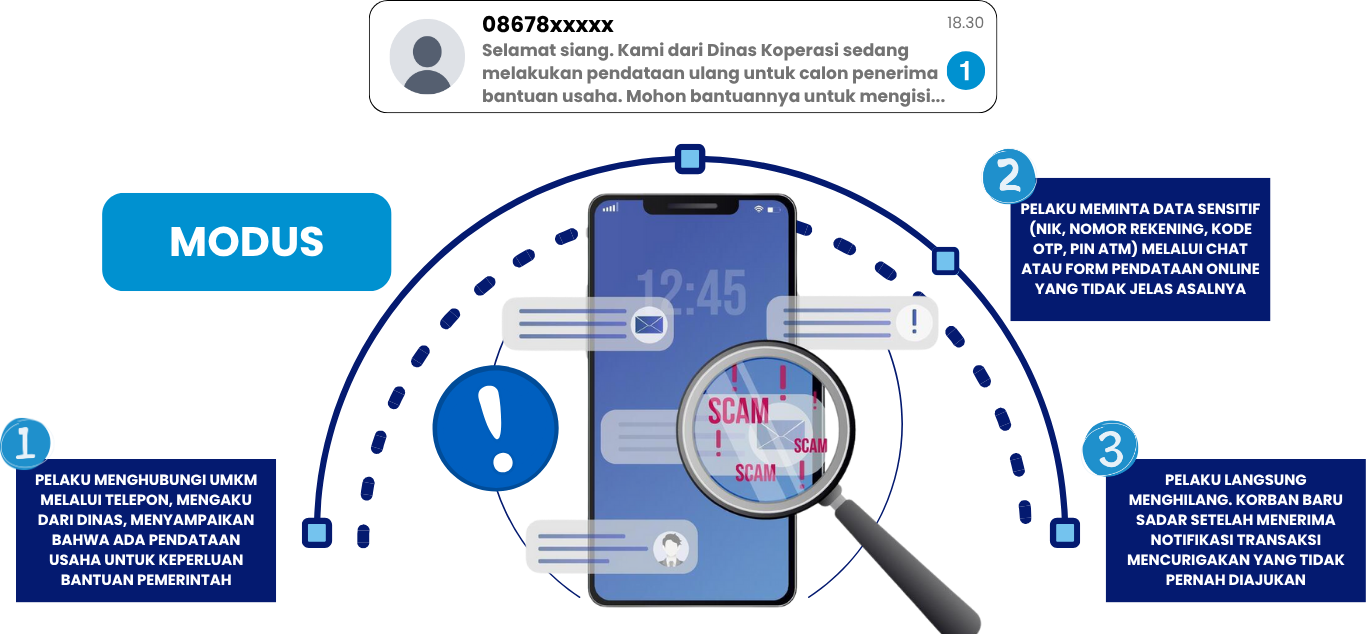 08678xxxxx
18.30
Selamat siang. Kami dari Dinas Koperasi sedang
melakukan pendataan ulang untuk calon penerima
bantuan usaha. Mohon bantuannya untuk mengisi...
1
MODUS
1
PELAKU MENGHUBUNGI UMKM
MELALUI TELEPON, MENGAKU
DARI DINAS, MENYAMPAIKAN
BAHWA ADA PENDATAAN
USAHA UNTUK KEPERLUAN
BANTUAN PEMERINTAH
2
PELAKU MEMINTA DATA SENSITIF
(NIK, NOMOR REKENING, KODE
OTP, PIN ATM) MELALUI CHAT
ATAU FORM PENDATAAN ONLINE
YANG TIDAK JELAS ASALNYA
3
PELAKU LANGSUNG
MENGHILANG. KORBAN BARU
SADAR SETELAH MENERIMA
NOTIFIKASI TRANSAKSI
MENCURIGAKAN YANG TIDAK
PERNAH DIAJUKAN
12:45
!
!
! ! !
SCAM
!
SCAM
SCAM
!